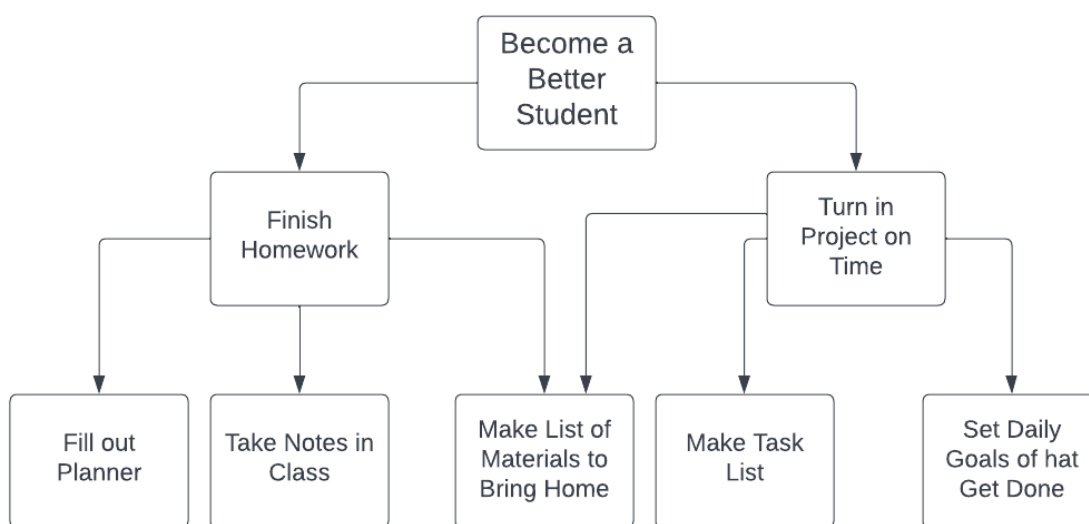 Become a
Better
Student
Finish
Homework
Turn in
Project on
Time
Fill out
Planner
Take Notes in
Class
Make List of
Materials to
Bring Home
Make Task
List
Set Daily
Goals of hat
Get Done